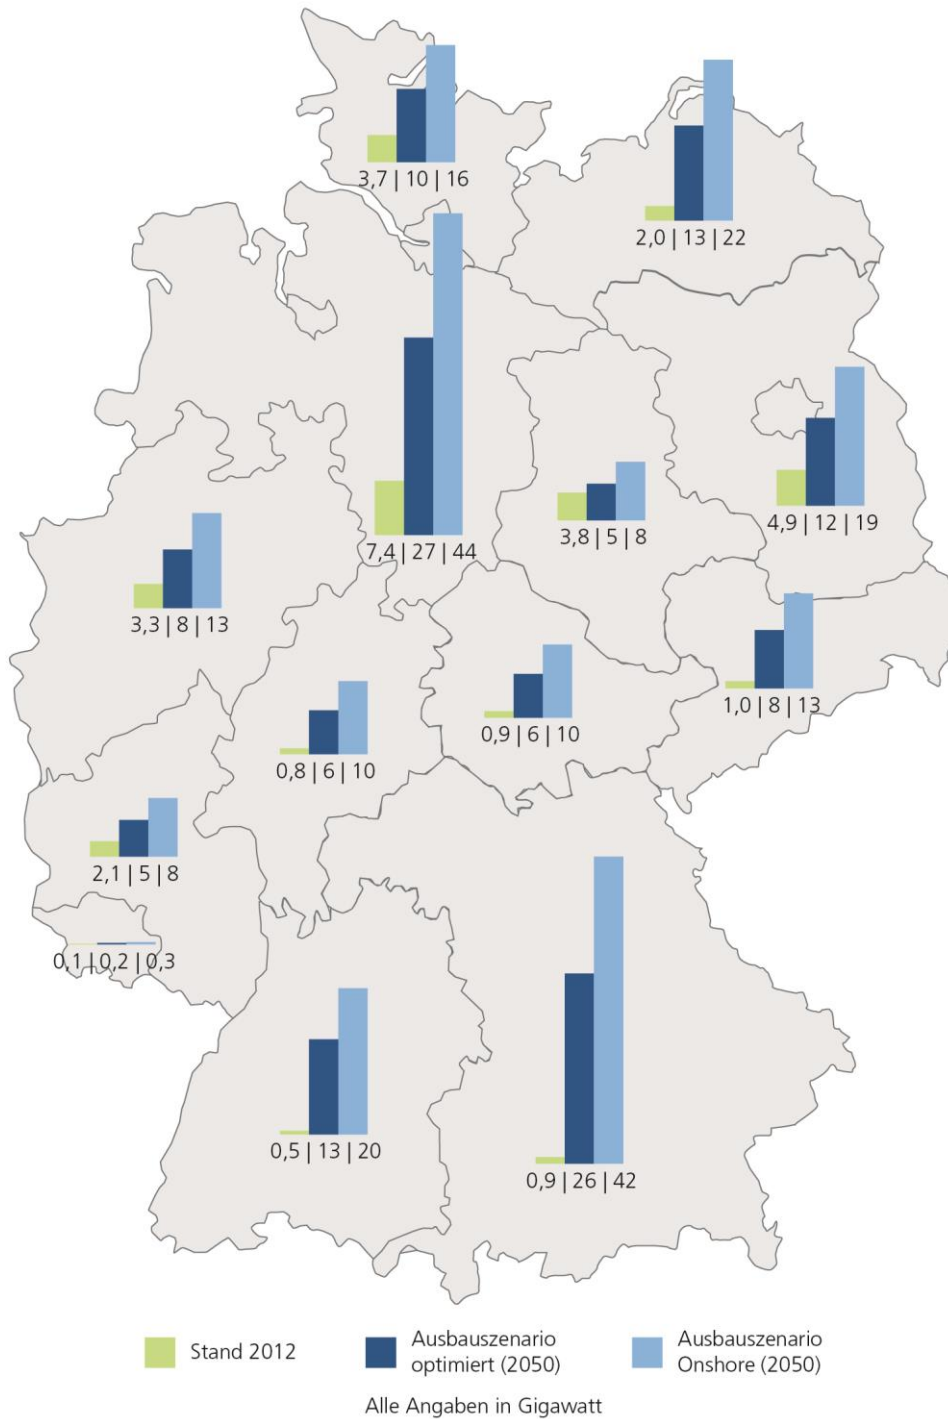 3,7 | 10 | 16
2,0 | 13 | 22
7,4 | 27 | 44
3,8 | 5 | 8
4,9 | 12 | 19
3,3 | 8 | 13
1,0 | 8 | 13
0,9 | 6 | 10
0,8 | 6 | 10
2,1 | 5 | 8
0,1 | 0,2 | 0,3
0,5 | 13 | 20
0,9 | 26 | 42
Stand 2012
Ausbauszenario
optimiert (2050)
Ausbauszenario
Onshore (2050)
Alle Angaben in Gigawatt